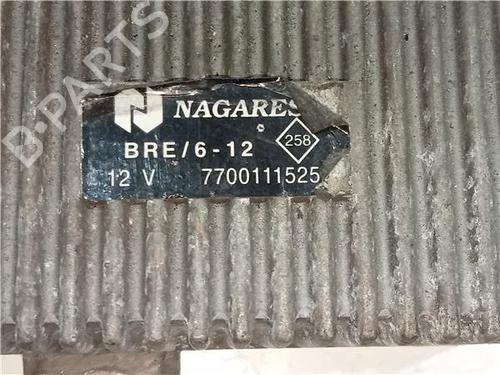 B-PARTS
NAGARES
BRE/6-12
258
12 V 7700111525